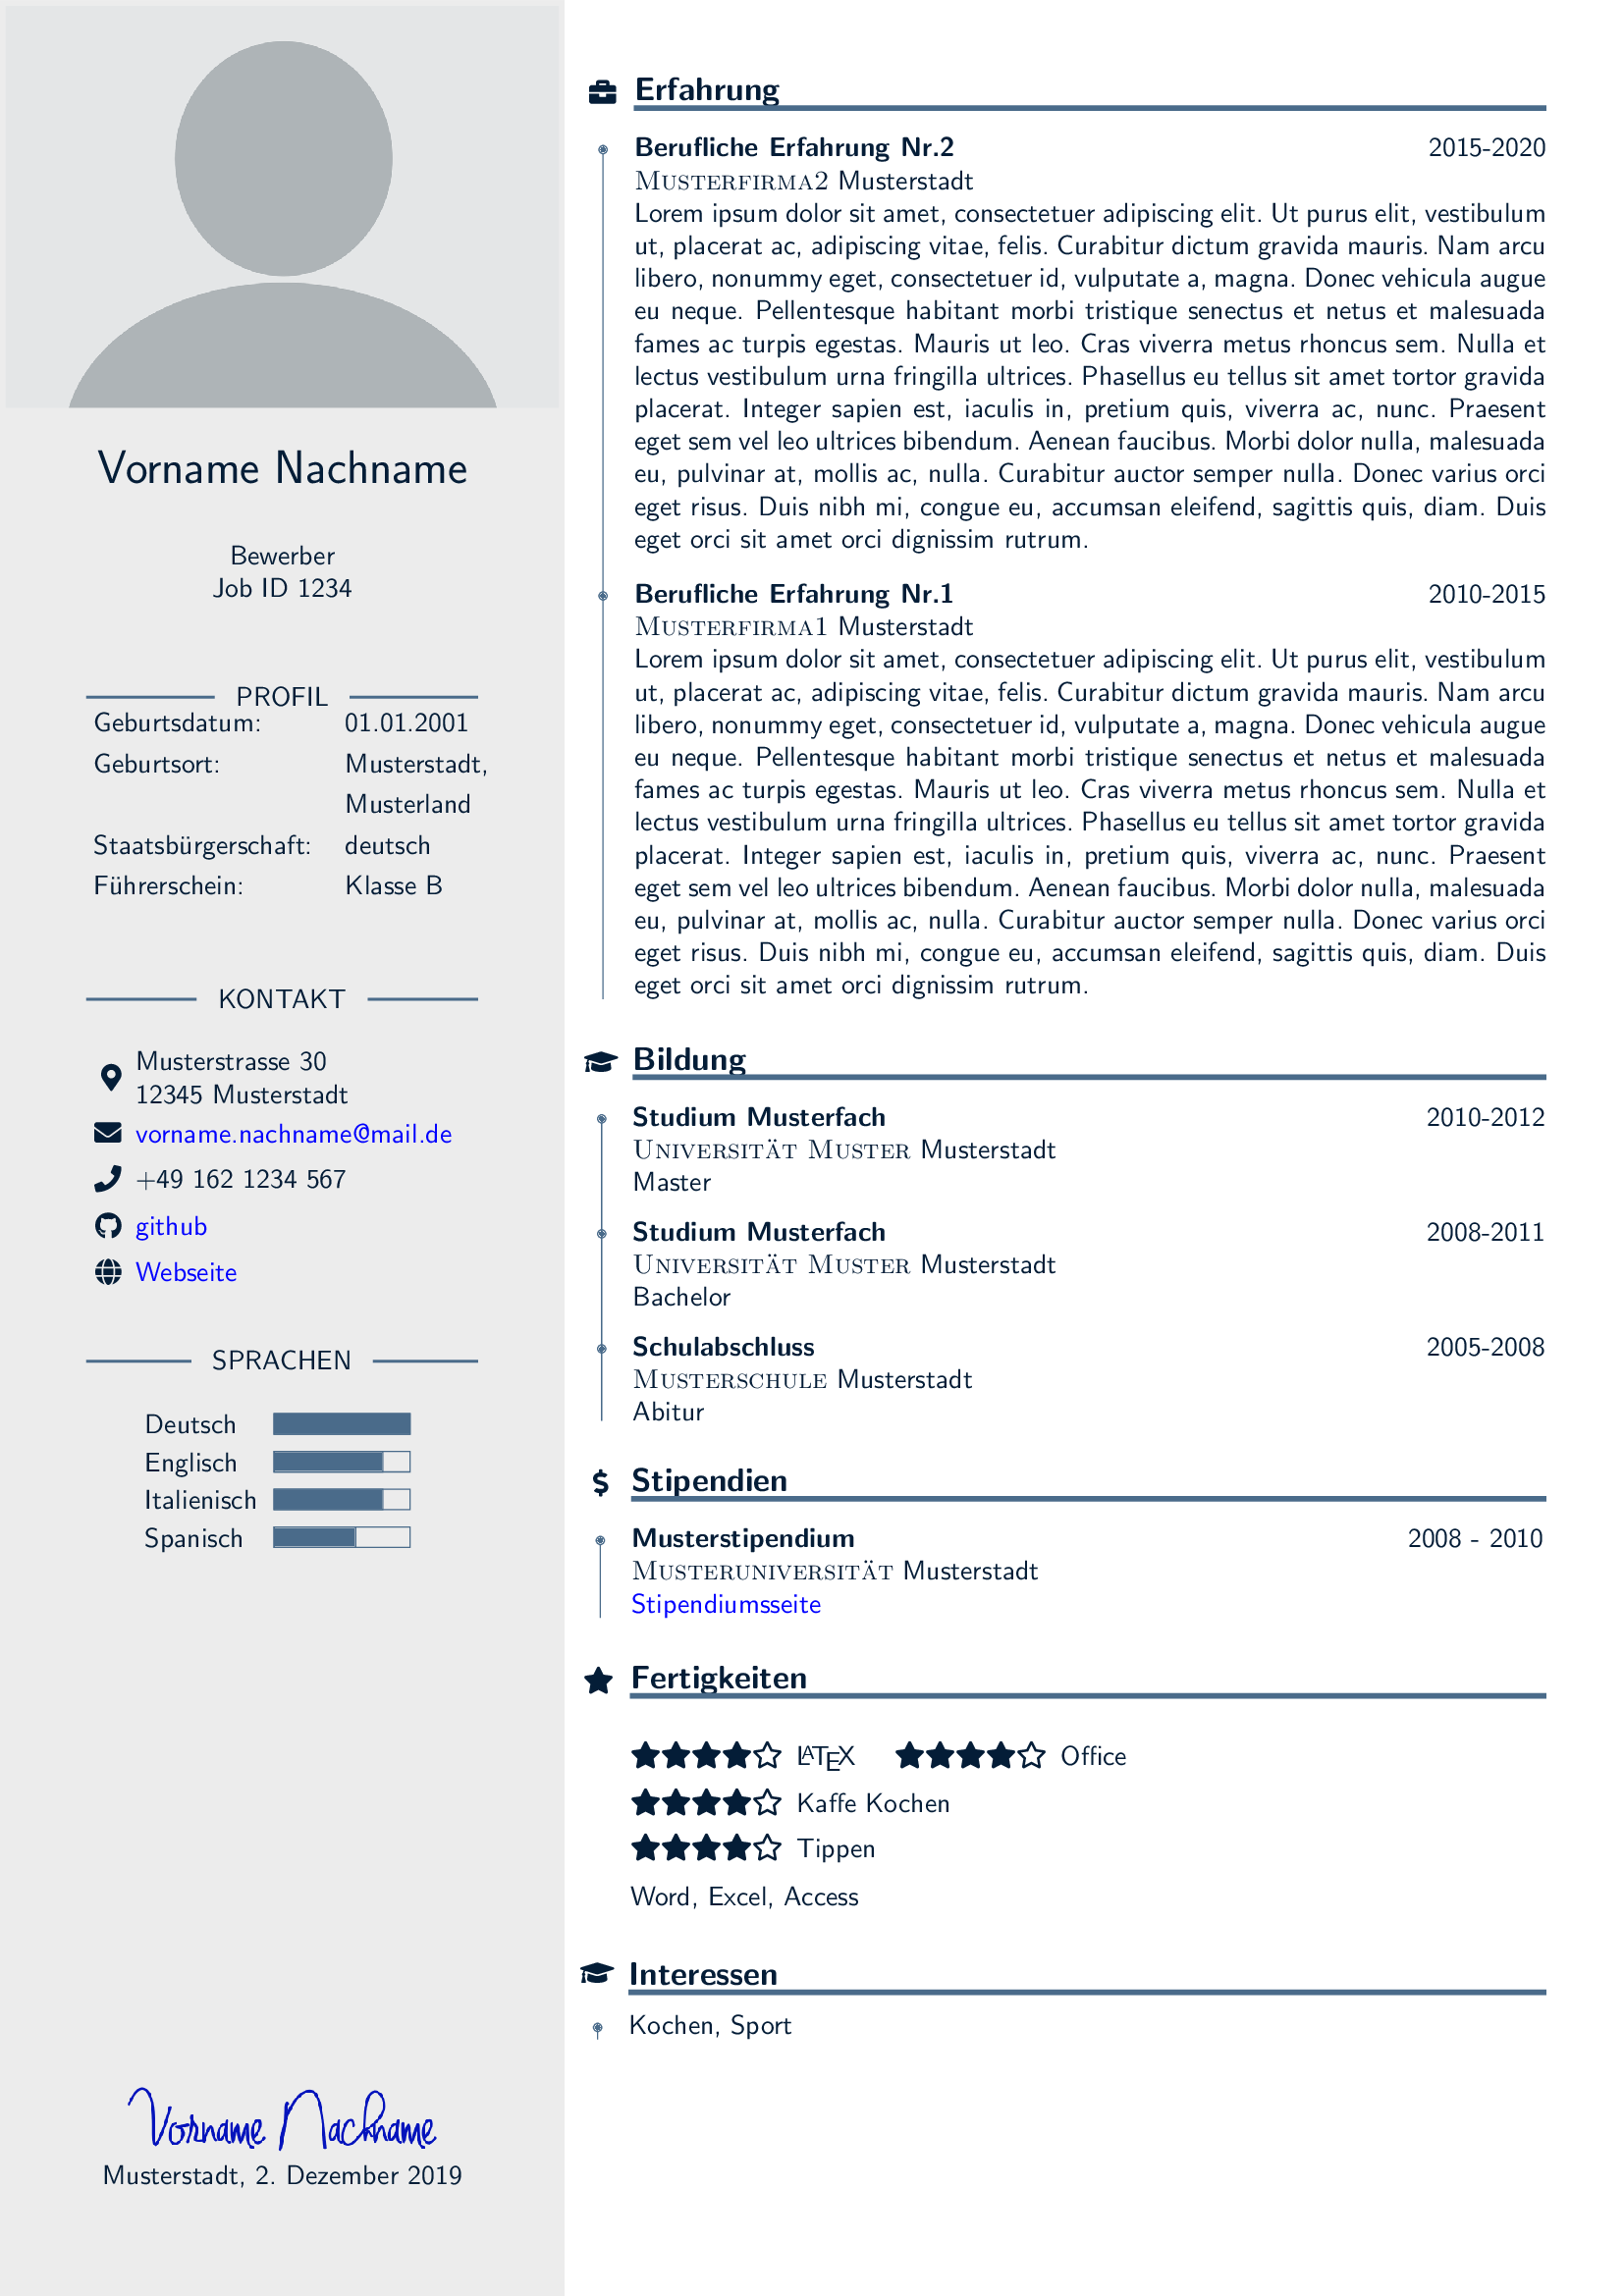 Vorname Nachname
Bewerber
Job ID 1234
PROFIL
Geburtsdatum: 01.01.2001
Geburtsort: Musterstadt,
Musterland
Staatsbürgerschaft: deutsch
Führerschein: Klasse B
KONTAKT
Musterstrasse 30
12345 Musterstadt
vorname.nachname@mail.de
+49 162 1234 567
github
Webseite
SPRACHEN
Deutsch
Englisch
Italienisch
Spanisch
Vorname Nachname
Musterstadt, 2. Dezember 2019
Erfahrung
Berufliche Erfahrung Nr.2 2015-2020
Musterfirma2 Musterstadt
Lorem ipsum dolor sit amet, consectetuer adipiscing elit. Ut purus elit, vestibulum
ut, placerat ac, adipiscing vitae, felis. Curabitur dictum gravida mauris. Nam arcu
libero, nonummy eget, consectetuer id, vulputate a, magna. Donec vehicula augue
eu neque. Pellentesque habitant morbi tristique senectus et netus et malesuada
fames ac turpis egestas. Mauris ut leo. Cras viverra metus rhoncus sem. Nulla et
lectus vestibulum urna fringilla ultrices. Phasellus eu tellus sit amet tortor gravida
placerat. Integer sapien est, iaculis in, pretium quis, viverra ac, nunc. Praesent
eget sem vel leo ultrices bibendum. Aenean faucibus. Morbi dolor nulla, malesuada
eu, pulvinar at, mollis ac, nulla. Curabitur auctor semper nulla. Donec varius orci
eget risus. Duis nibh mi, congue eu, accumsan eleifend, sagittis quis, diam. Duis
eget orci sit amet orci dignissim rutrum.
Berufliche Erfahrung Nr.1 2010-2015
Musterfirma1 Musterstadt
Lorem ipsum dolor sit amet, consectetuer adipiscing elit. Ut purus elit, vestibulum
ut, placerat ac, adipiscing vitae, felis. Curabitur dictum gravida mauris. Nam arcu
libero, nonummy eget, consectetuer id, vulputate a, magna. Donec vehicula augue
eu neque. Pellentesque habitant morbi tristique senectus et netus et malesuada
fames ac turpis egestas. Mauris ut leo. Cras viverra metus rhoncus sem. Nulla et
lectus vestibulum urna fringilla ultrices. Phasellus eu tellus sit amet tortor gravida
placerat. Integer sapien est, iaculis in, pretium quis, viverra ac, nunc. Praesent
eget sem vel leo ultrices bibendum. Aenean faucibus. Morbi dolor nulla, malesuada
eu, pulvinar at, mollis ac, nulla. Curabitur auctor semper nulla. Donec varius orci
eget risus. Duis nibh mi, congue eu, accumsan eleifend, sagittis quis, diam. Duis
eget orci sit amet orci dignissim rutrum.
Bildung
Studium Musterfach 2010-2012
Universität Muster Musterstadt
Master
Studium Musterfach 2008-2011
Universität Muster Musterstadt
Bachelor
Schulabschluss 2005-2008
Musterschule Musterstadt
Abitur
Stipendien
Musterstipendium 2008 - 2010
Musteruniversität Musterstadt
Stipendiumsseite
Fertigkeiten
LATEX Office
Kaffe Kochen
Tippen
Word, Excel, Access
Interessen
Kochen, Sport